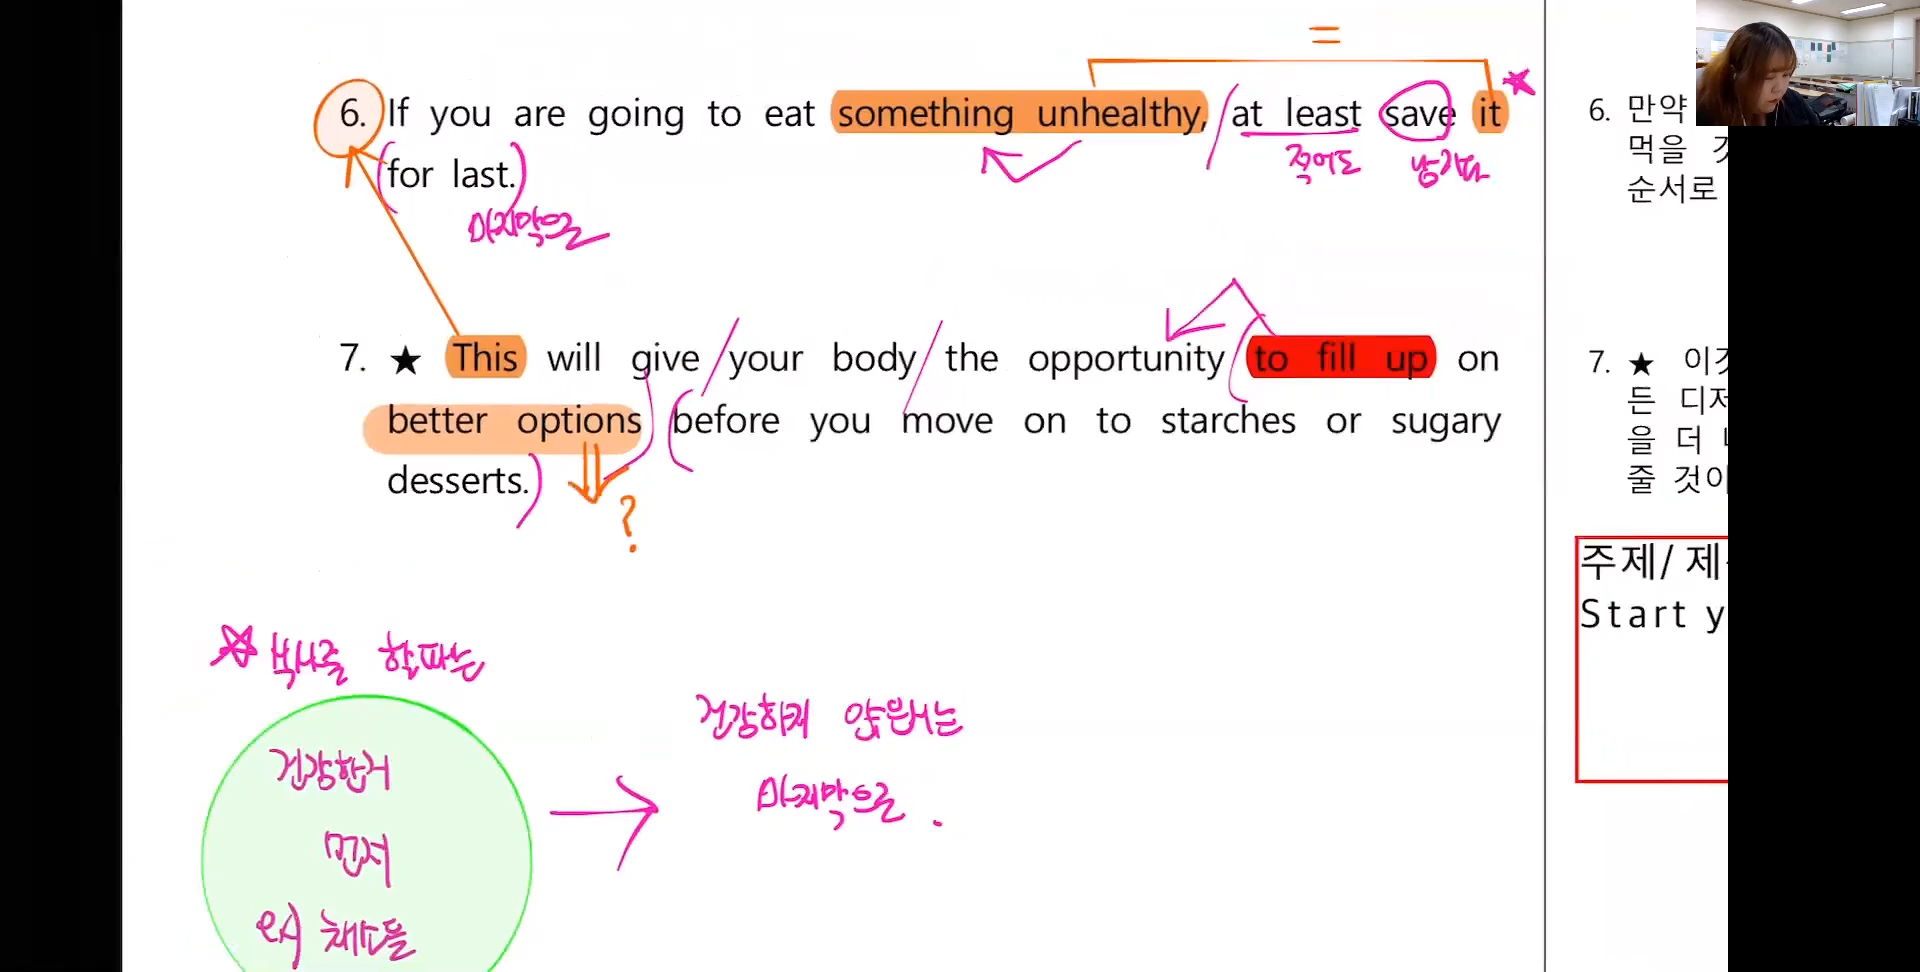 =
6. If you are going to eat something unhealthy, at least save it
적어도 남기다
for last.
마지막으로
7. ★ This will give your body the opportunity to fill up on
better options before you move on to starches or sugary
desserts.
?
식사를 할 때는
건강한거
먼저
ex) 채소들
건강하지 않은거는
마지막으로.
6. 만약
먹을
순서로
7. ★ 이
든 디저
을 더
줄 것이
주제/ 제
Start y